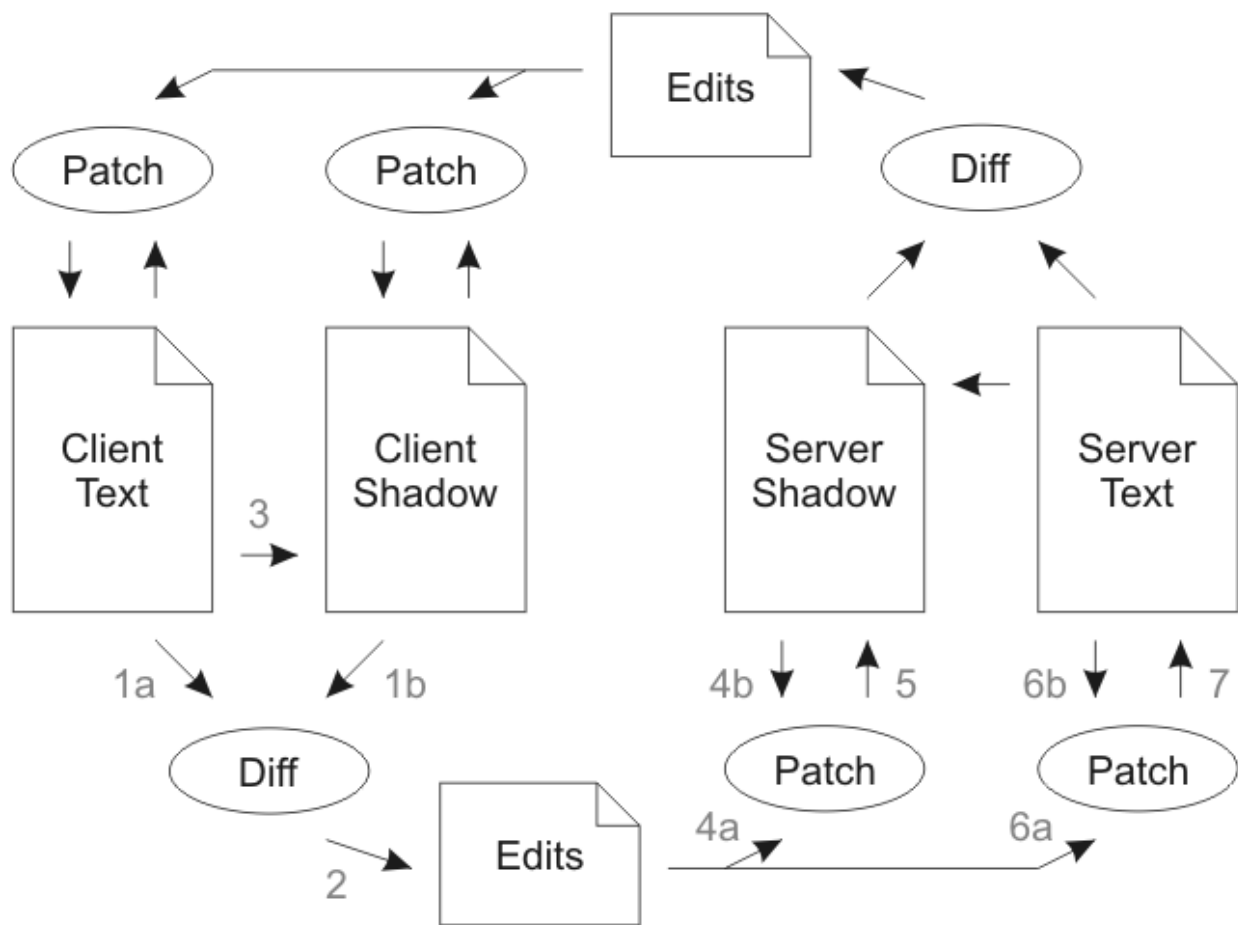 Edits
Patch
Patch
Diff
Client
Text
Client
Shadow
Server
Shadow
Server
Text
3
1a
1b
4b
5
6b
7
Diff
Patch
Patch
2
Edits
4a
6a